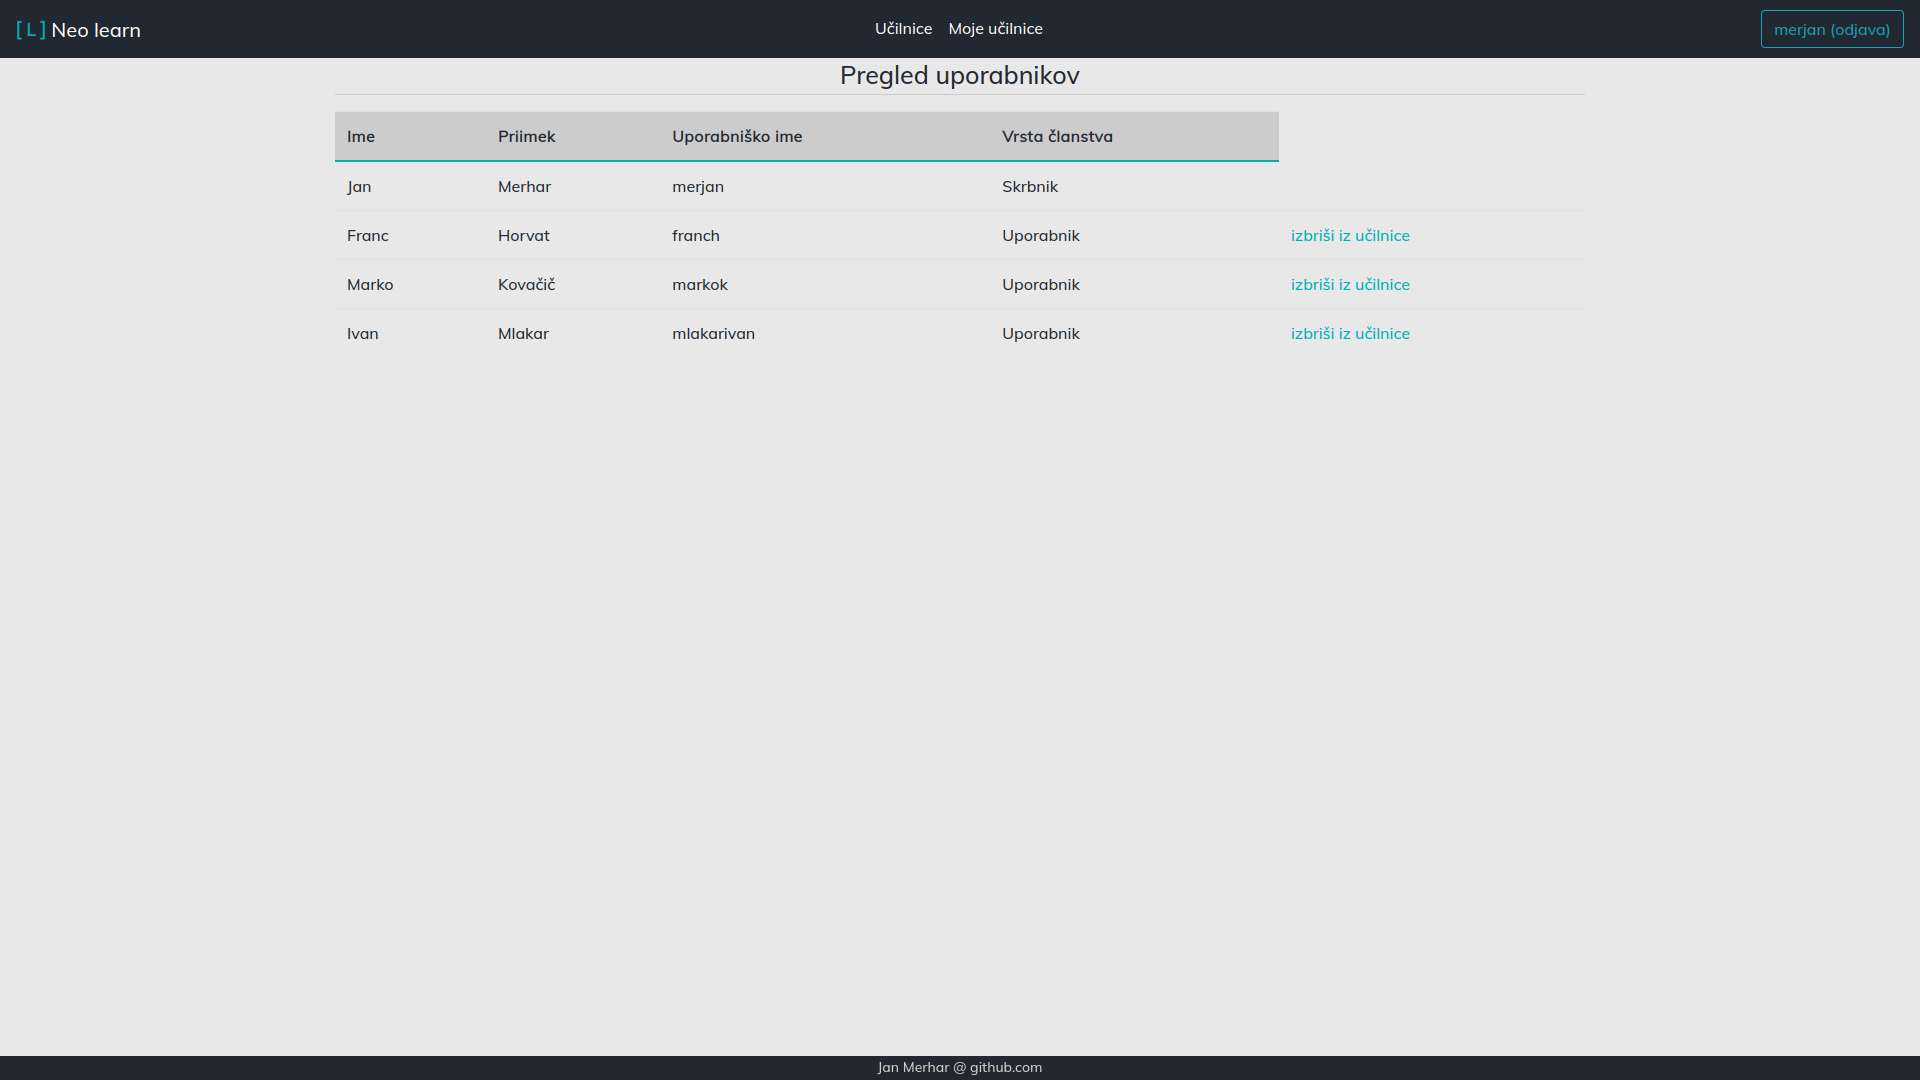 [L] Neo learn
Učilnice Moje učilnice
merjan (odjava)
Pregled uporabnikov
Ime Priimek Uporabniško ime Vrsta članstva
Jan Merhar merjan Skrbnik
Franc Horvat franch Uporabnik izbriši iz učilnice
Marko Kovačič markok Uporabnik izbriši iz učilnice
Ivan Mlakar mlakarivan Uporabnik izbriši iz učilnice
Jan Merhar @ github.com